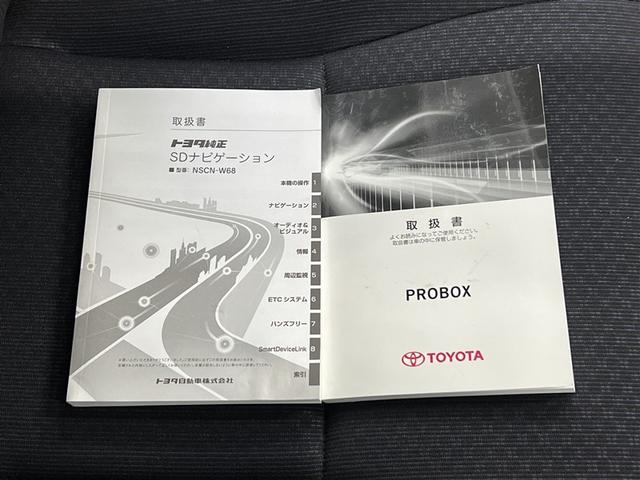 取扱書
トヨタ純正
SDナビゲーション
■ 型番: NSCN-W68
本機の操作 1
ナビゲーション 2
オーディオ&
ビジュアル 3
情報 4
周辺監視 5
ETCシステム 6
ハンズフリー 7
SmartDeviceLink 8
索引
トヨタ自動車株式会社
取扱書
よくお読みになってご使用ください。
取扱書は車の中に保管しましょう。
PROBOX
TOYOTA